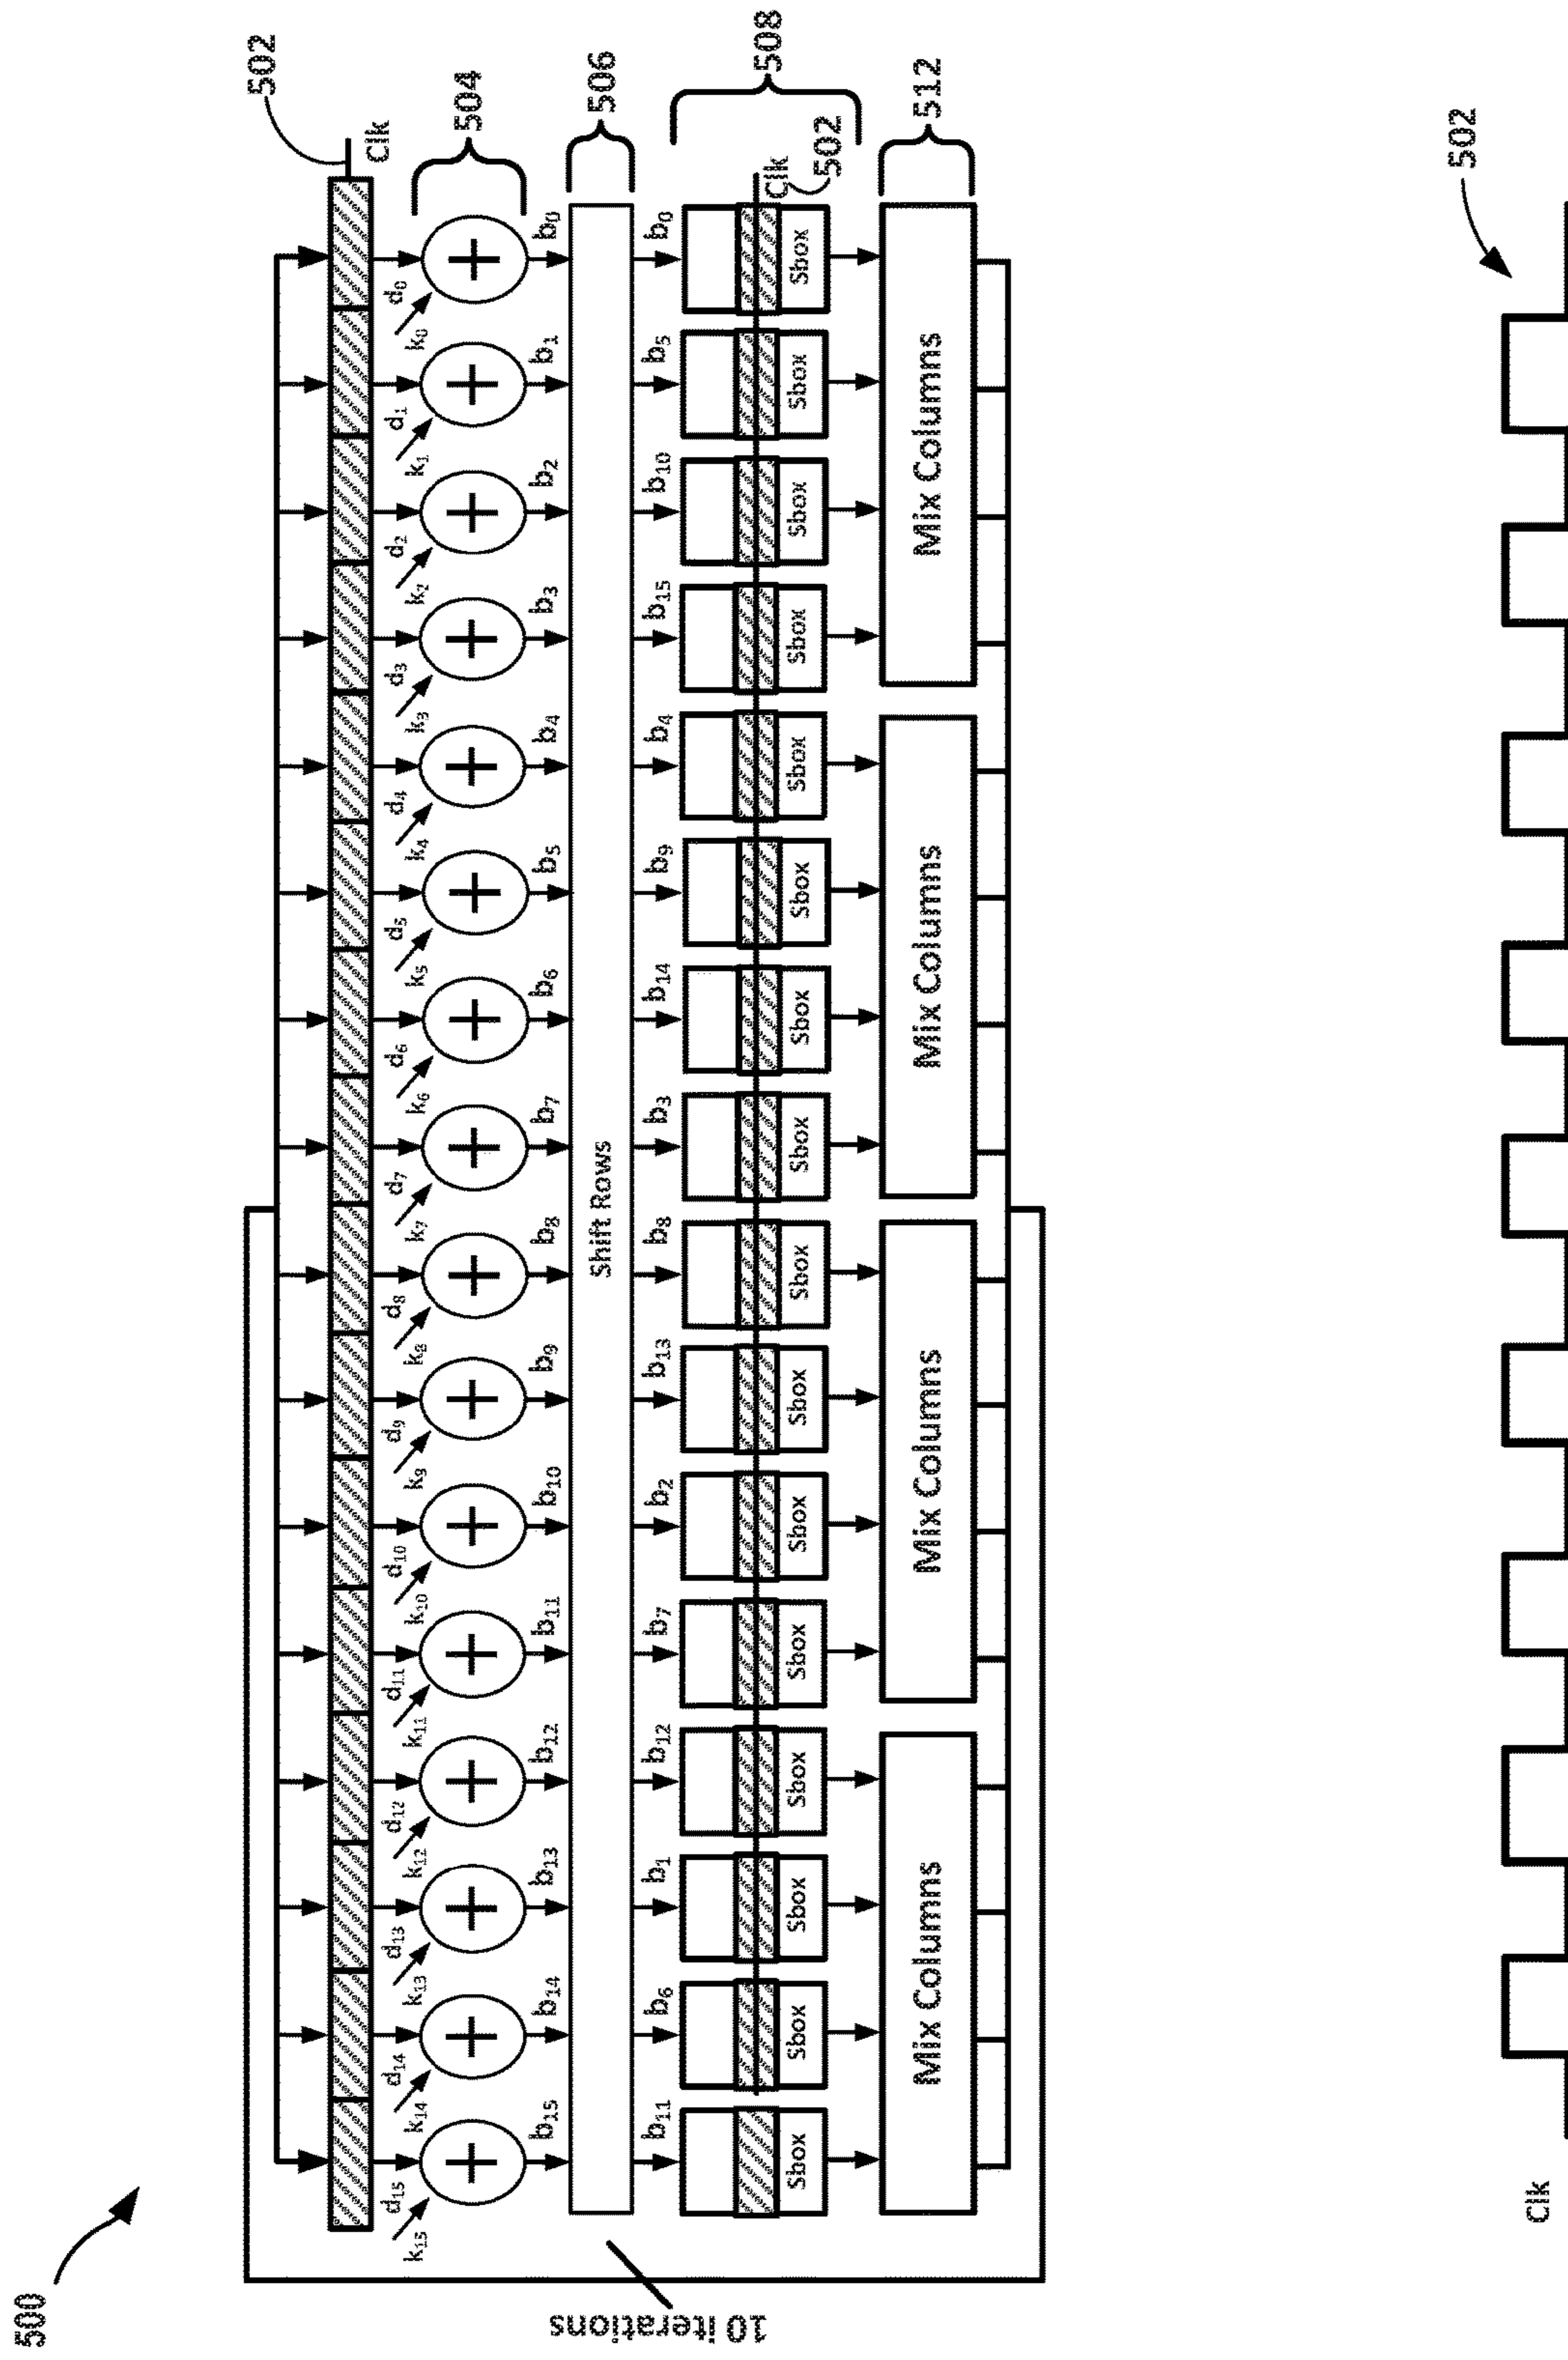 500
502
Clk
d₁₅ d₁₄ d₁₃ d₁₂ d₁₁ d₁₀ d₉ d₈ d₇ d₆ d₅ d₄ d₃ d₂ d₁ d₀
k₁₅ k₁₄ k₁₃ k₁₂ k₁₁ k₁₀ k₉ k₈ k₇ k₆ k₅ k₄ k₃ k₂ k₁ k₀
504
b₁₅ b₁₄ b₁₃ b₁₂ b₁₁ b₁₀ b₉ b₈ b₇ b₆ b₅ b₄ b₃ b₂ b₁ b₀
10 iterations
Shift Rows
506
b₁₁ b₆ b₁ b₁₂ b₇ b₂ b₁₃ b₈ b₃ b₁₄ b₉ b₄ b₁₅ b₁₀ b₅ b₀
508
Clk
502
Sbox Sbox Sbox Sbox Sbox Sbox Sbox Sbox Sbox Sbox Sbox Sbox Sbox Sbox Sbox Sbox
Mix Columns Mix Columns Mix Columns Mix Columns
512
502
Clk